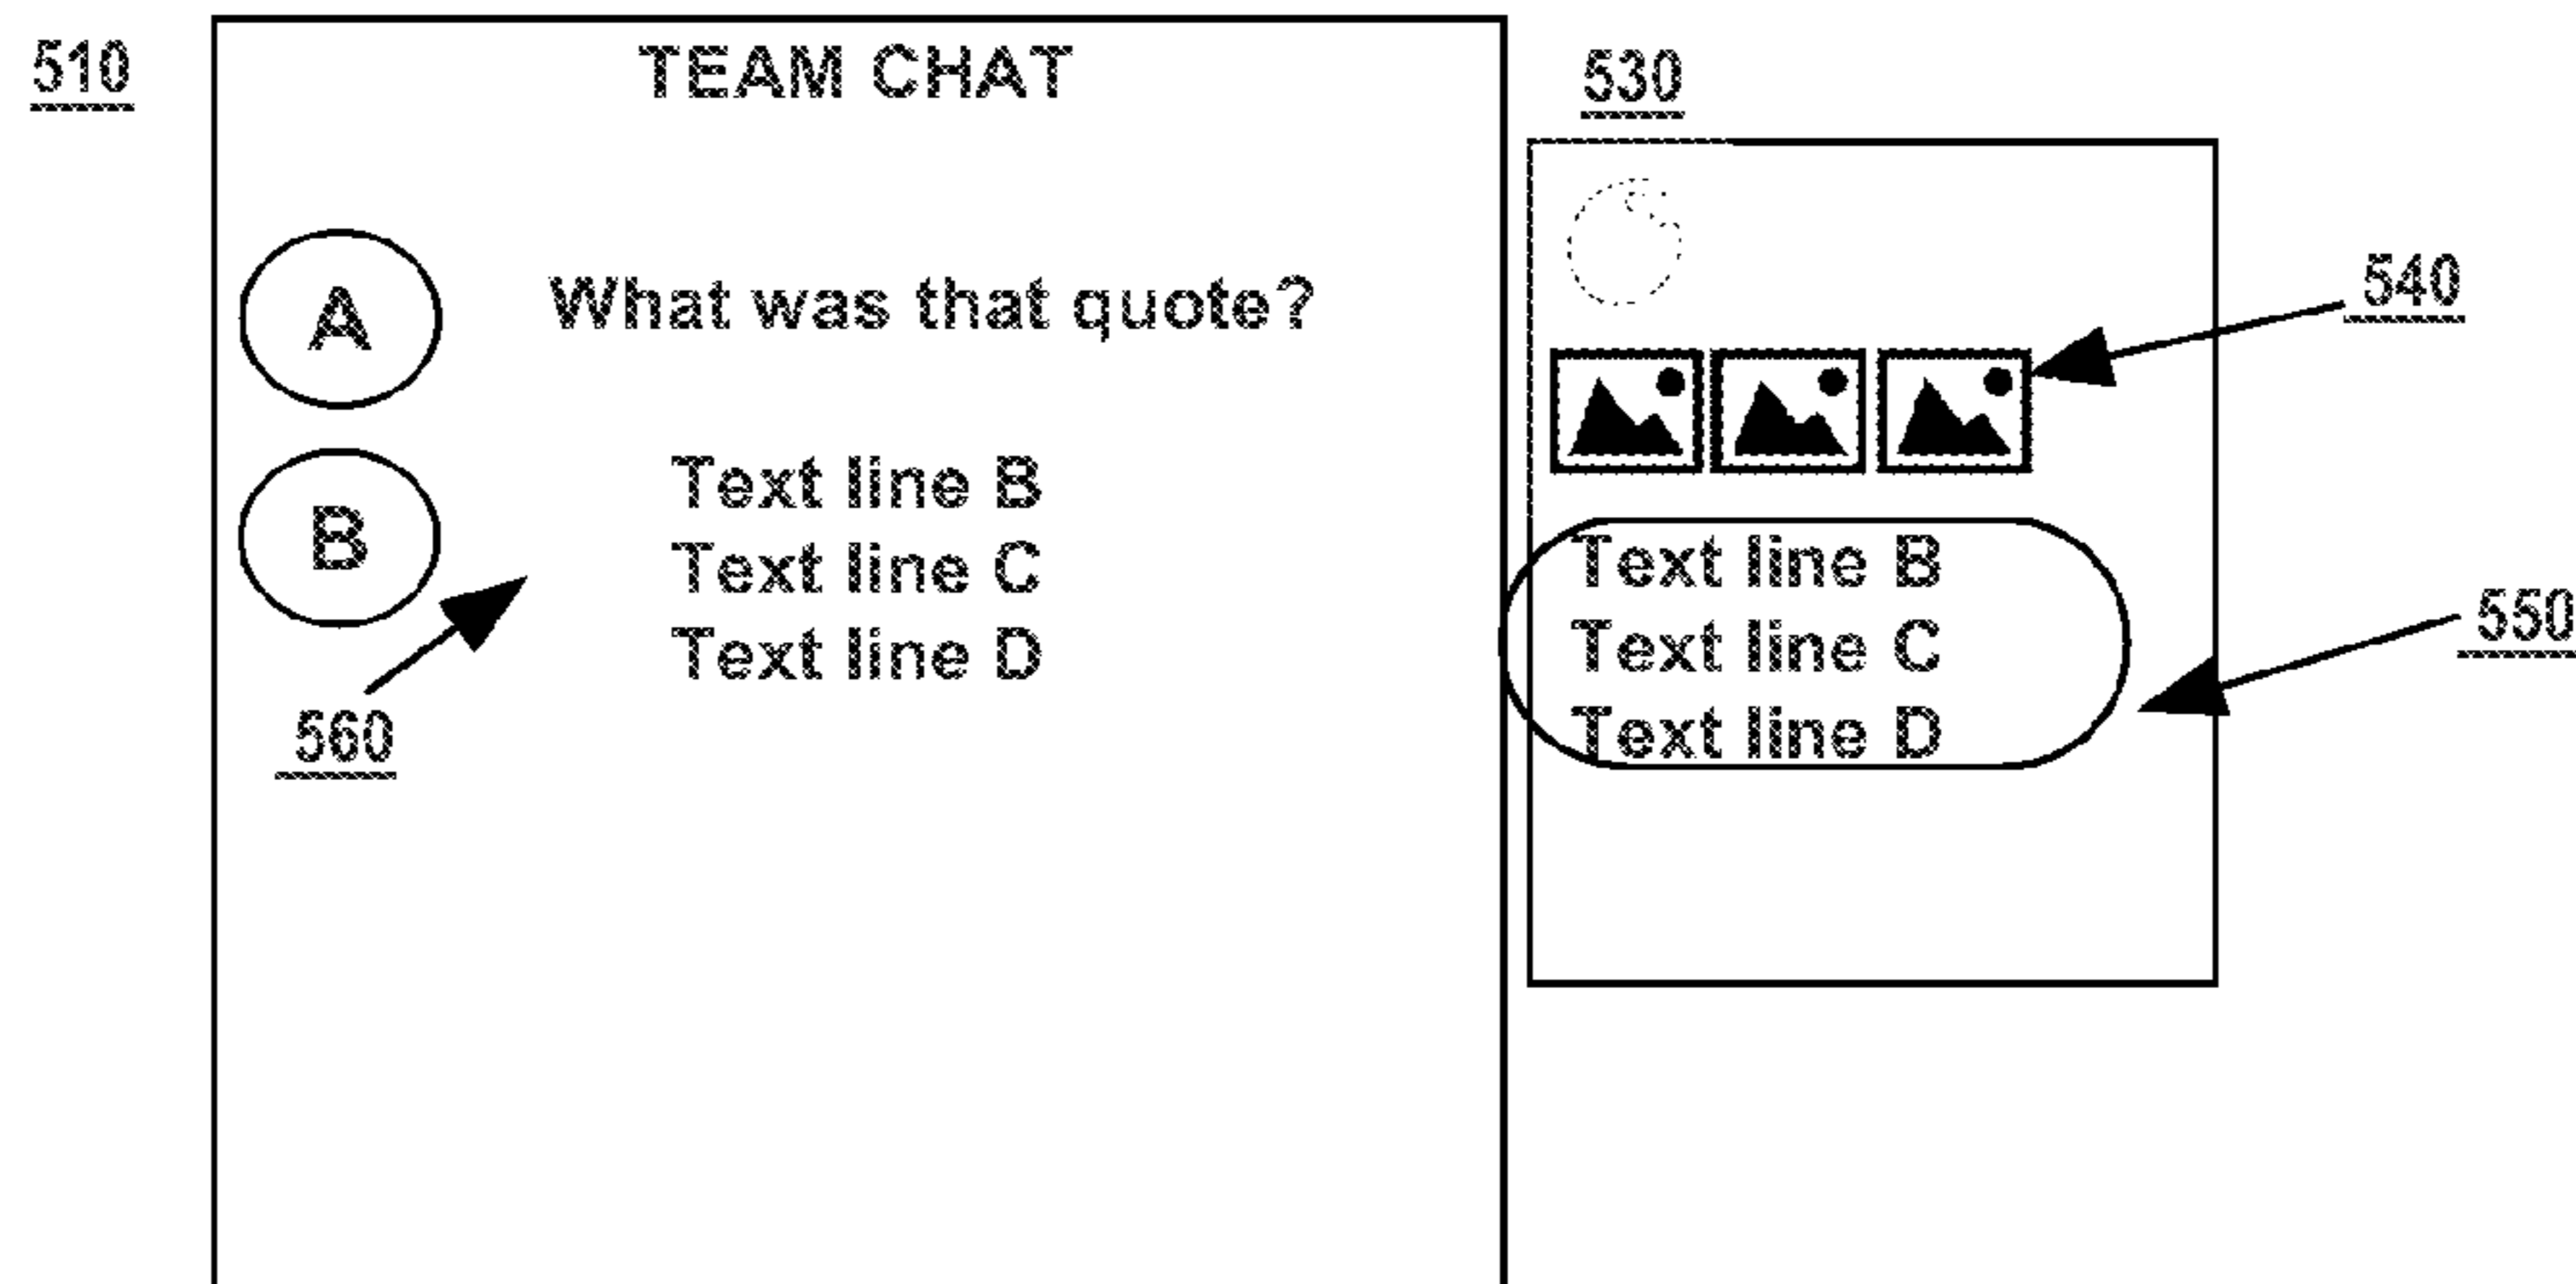 510
TEAM CHAT
530
A
What was that quote?
540
B
Text line B
Text line C
Text line D
560
Text line B
Text line C
Text line D
550